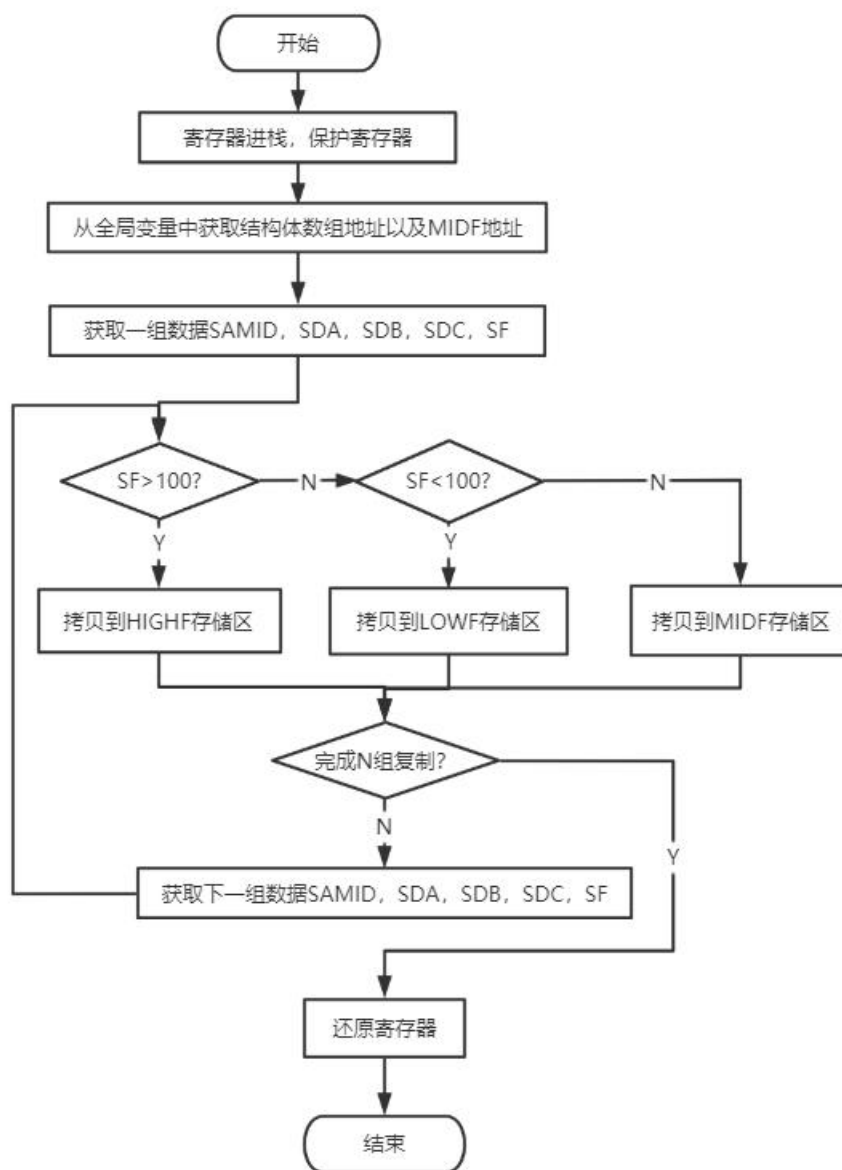 开始
寄存器进栈，保护寄存器
从全局变量中获取结构体数组地址以及MIDF地址
获取一组数据SAMID，SDA，SDB，SDC，SF
SF>100?
N
SF<100?
N
Y
Y
拷贝到HIGHF存储区
拷贝到LOWF存储区
拷贝到MIDF存储区
完成N组复制?
N
Y
获取下一组数据SAMID，SDA，SDB，SDC，SF
还原寄存器
结束